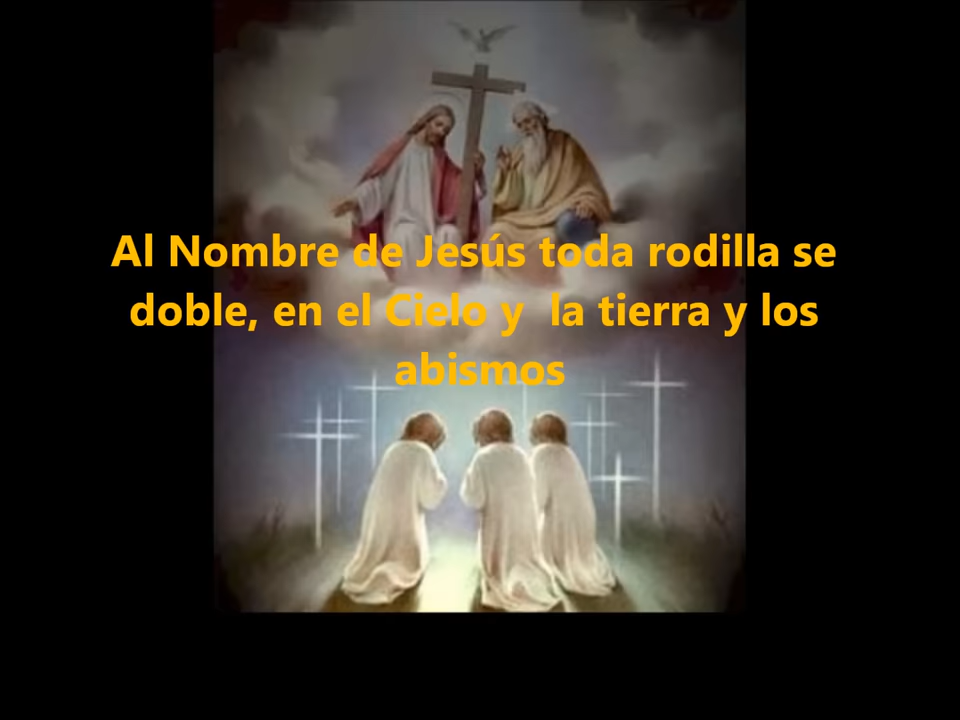 Al Nombre de Jesús toda rodilla se
doble, en el Cielo y  la tierra y los
abismos